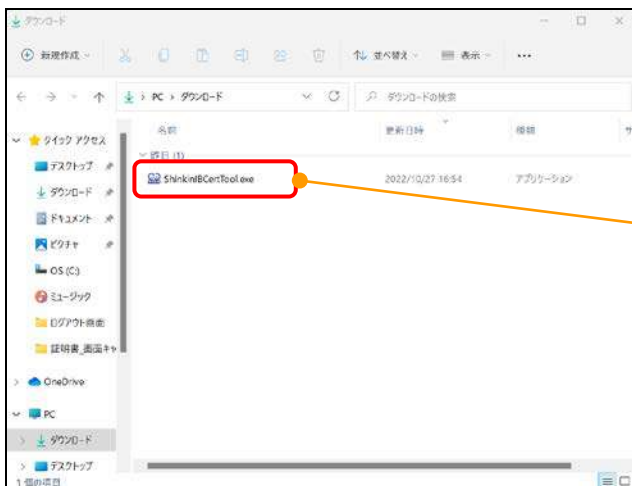 ダウンロード
新規作成
並べ替え
表示
PC › ダウンロード
ダウンロードの検索
名前
更新日時
種類
クイック アクセス
昨日 (1)
デスクトップ
ShinkinIBCertTool.exe
2022/10/27 16:54
アプリケーション
ダウンロード
ドキュメント
ピクチャ
OS (C:)
ミュージック
ログアウト画面
証明書_画面キャ
OneDrive
PC
ダウンロード
デスクトップ
1 個の項目